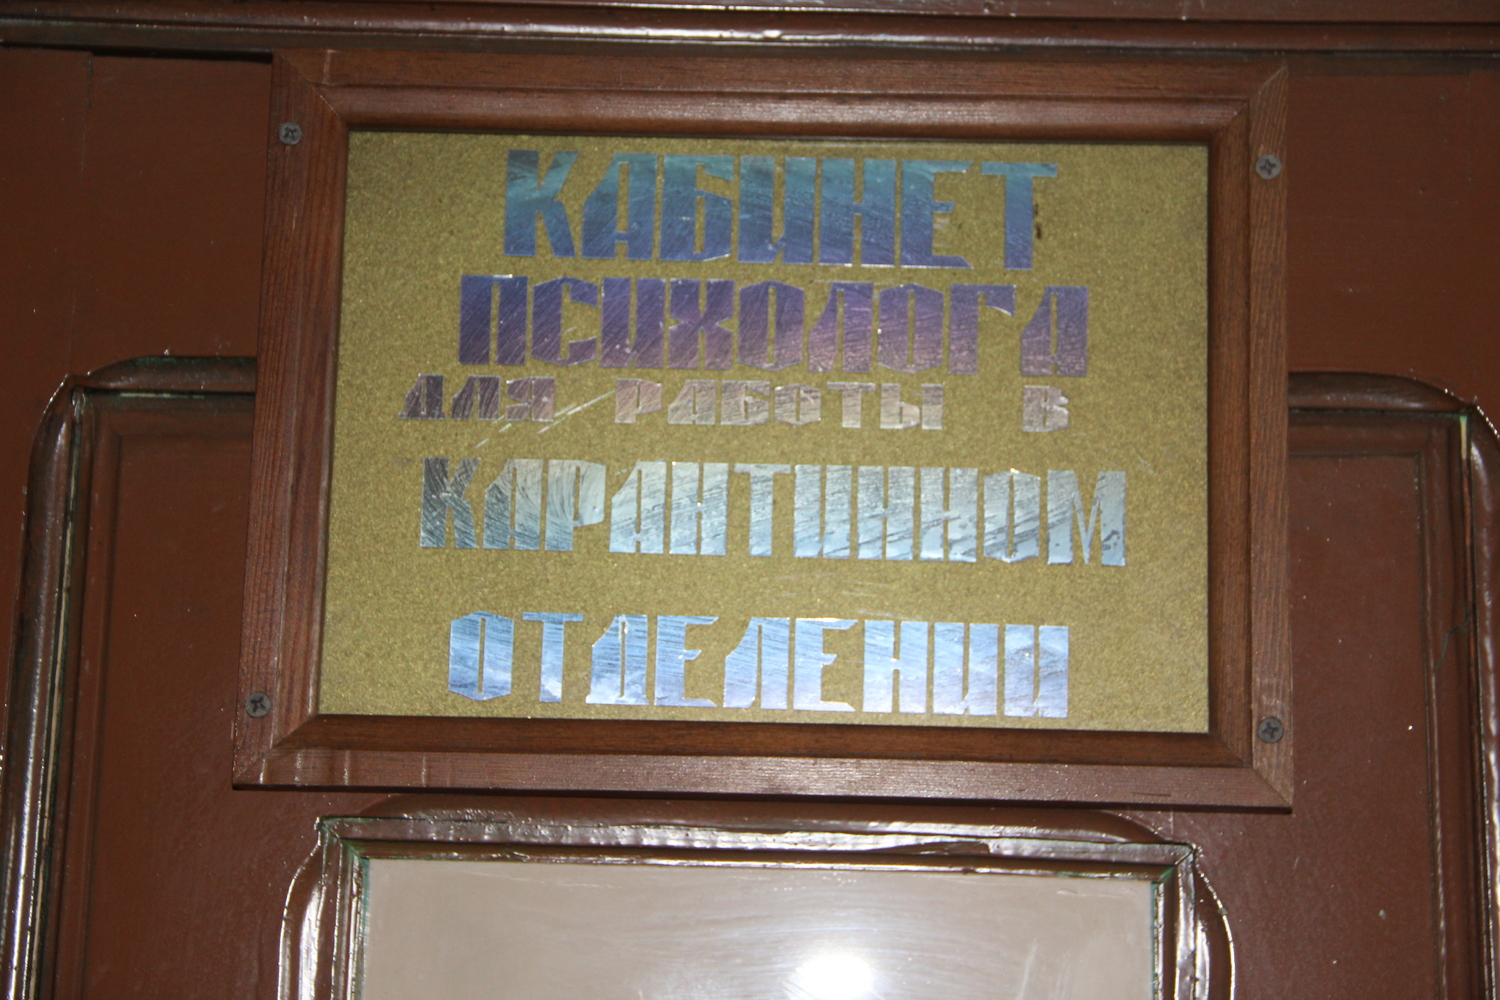 КАБИНЕТ
ПСИХОЛОГА
ДЛЯ РАБОТЫ В
КАРАНТИННОМ
ОТДЕЛЕНИИ